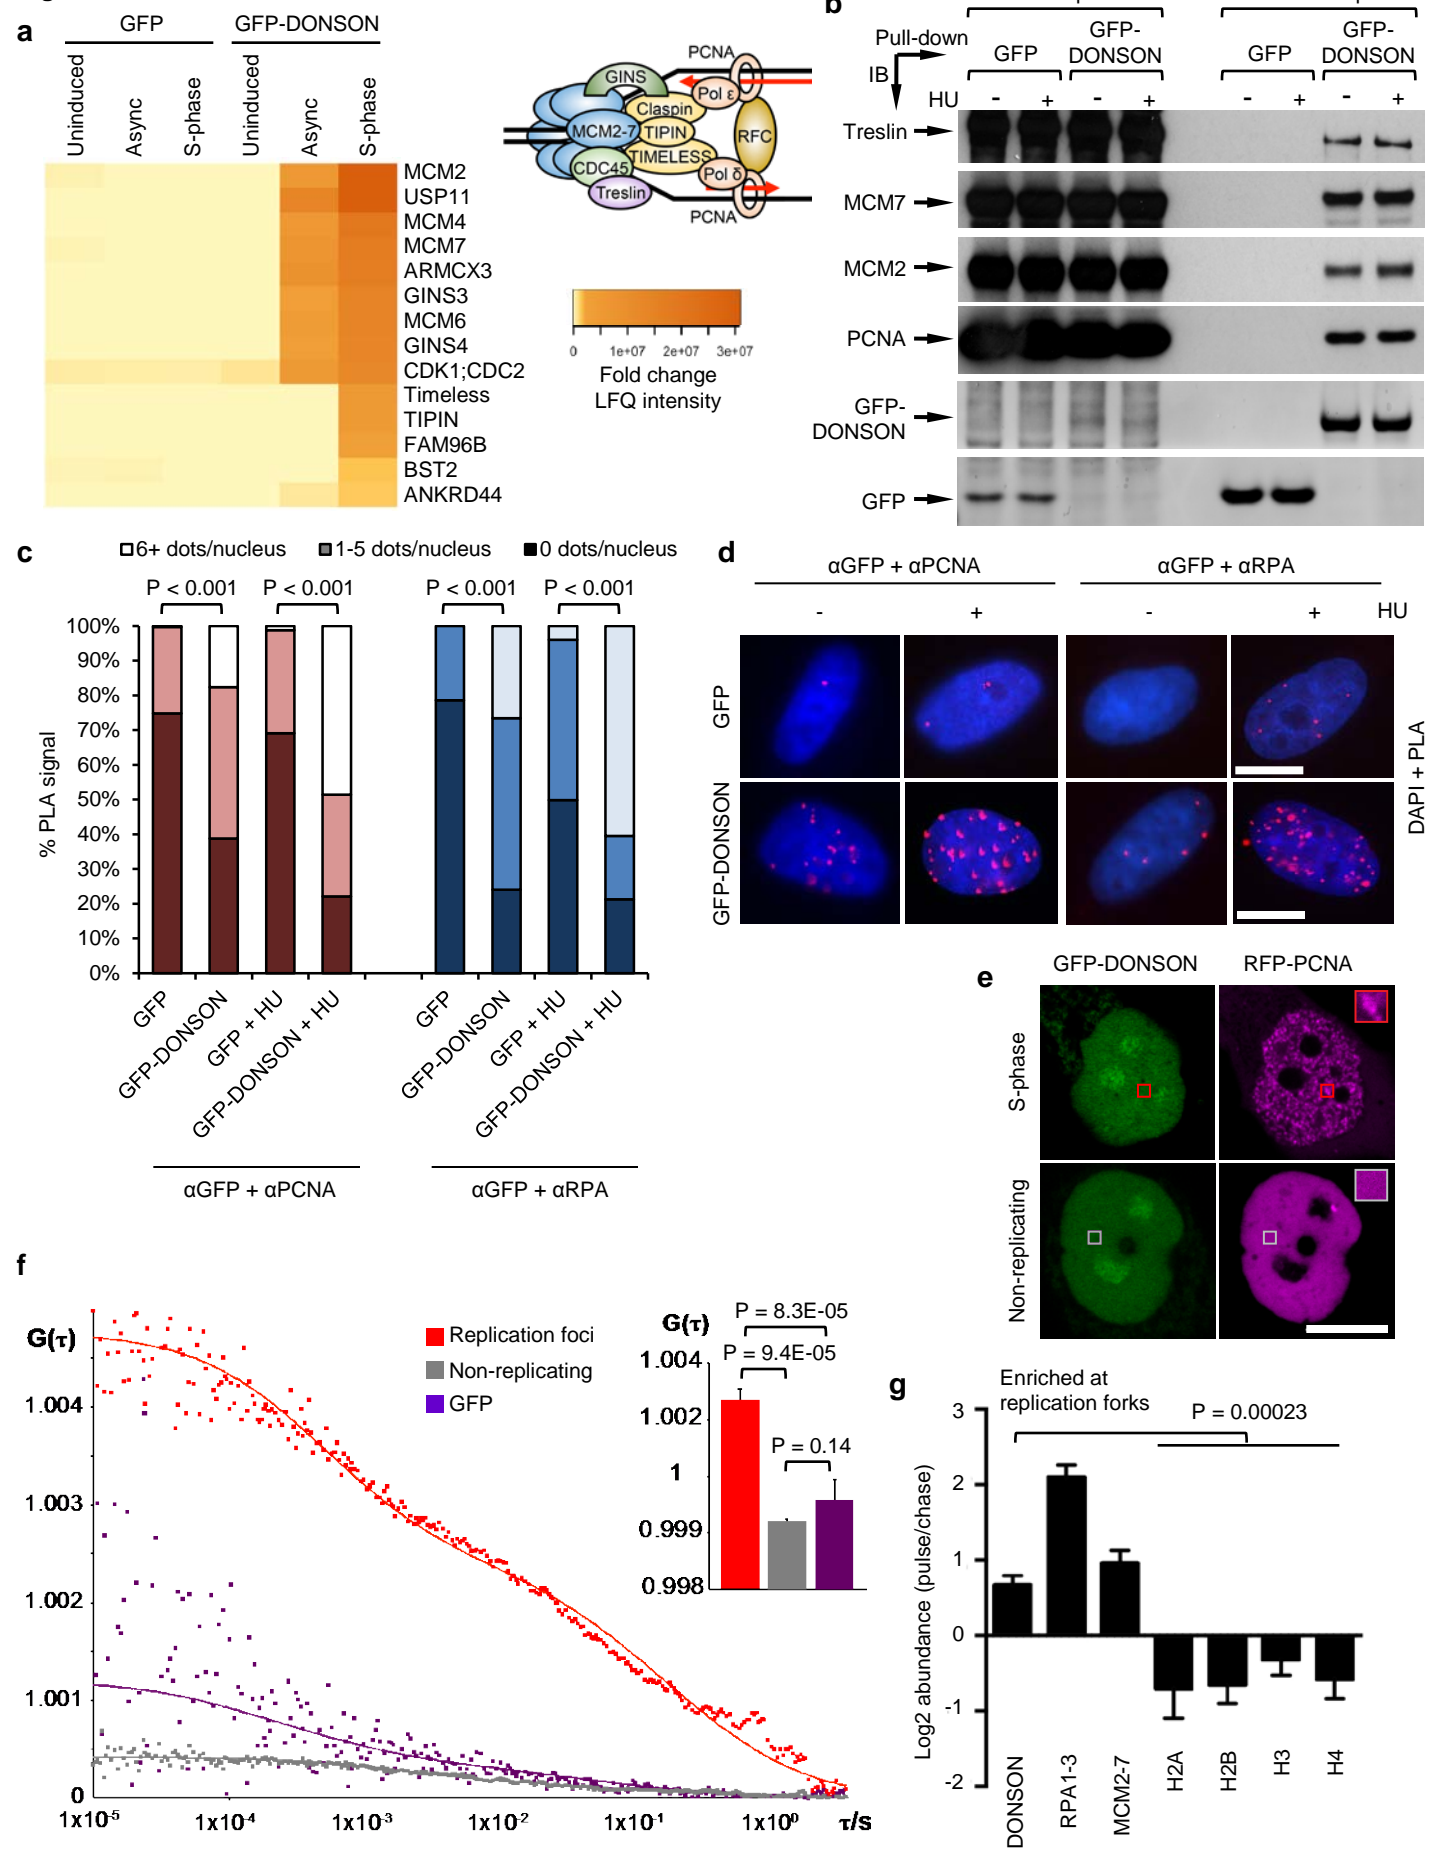 a
GFP
GFP-DONSON
Uninduced
Async
S-phase
Uninduced
Async
S-phase
MCM2
USP11
MCM4
MCM7
ARMCX3
GINS3
MCM6
GINS4
CDK1;CDC2
Timeless
TIPIN
FAM96B
BST2
ANKRD44
PCNA
GINS
Pol ε
Claspin
MCM2-7
TIPIN
RFC
TIMELESS
CDC45
Pol δ
Treslin
PCNA
0
1e+07
2e+07
3e+07
Fold change
LFQ intensity
b
Pull-down
IB
GFP
GFP-
DONSON
GFP
GFP-
DONSON
HU
- + - + - + - +
Treslin
MCM7
MCM2
PCNA
GFP-
DONSON
GFP
c
6+ dots/nucleus
1-5 dots/nucleus
0 dots/nucleus
P < 0.001
P < 0.001
P < 0.001
P < 0.001
% PLA signal
100%
90%
80%
70%
60%
50%
40%
30%
20%
10%
0%
GFP
GFP-DONSON
GFP + HU
GFP-DONSON + HU
GFP
GFP-DONSON
GFP + HU
GFP-DONSON + HU
αGFP + αPCNA
αGFP + αRPA
d
αGFP + αPCNA
αGFP + αRPA
- + - + HU
GFP
GFP-DONSON
DAPI + PLA
e
GFP-DONSON
RFP-PCNA
S-phase
Non-replicating
f
G(τ)
1.004
1.003
1.002
1.001
0
1x10⁻⁵
1x10⁻⁴
1x10⁻³
1x10⁻²
1x10⁻¹
1x10⁰
τ/s
Replication foci
Non-replicating
GFP
G(τ)
P = 8.3E-05
P = 9.4E-05
P = 0.14
1.004
1.002
1
0.999
0.998
g
Enriched at
replication forks
P = 0.00023
Log2 abundance (pulse/chase)
3
2
1
0
-1
-2
DONSON
RPA1-3
MCM2-7
H2A
H2B
H3
H4